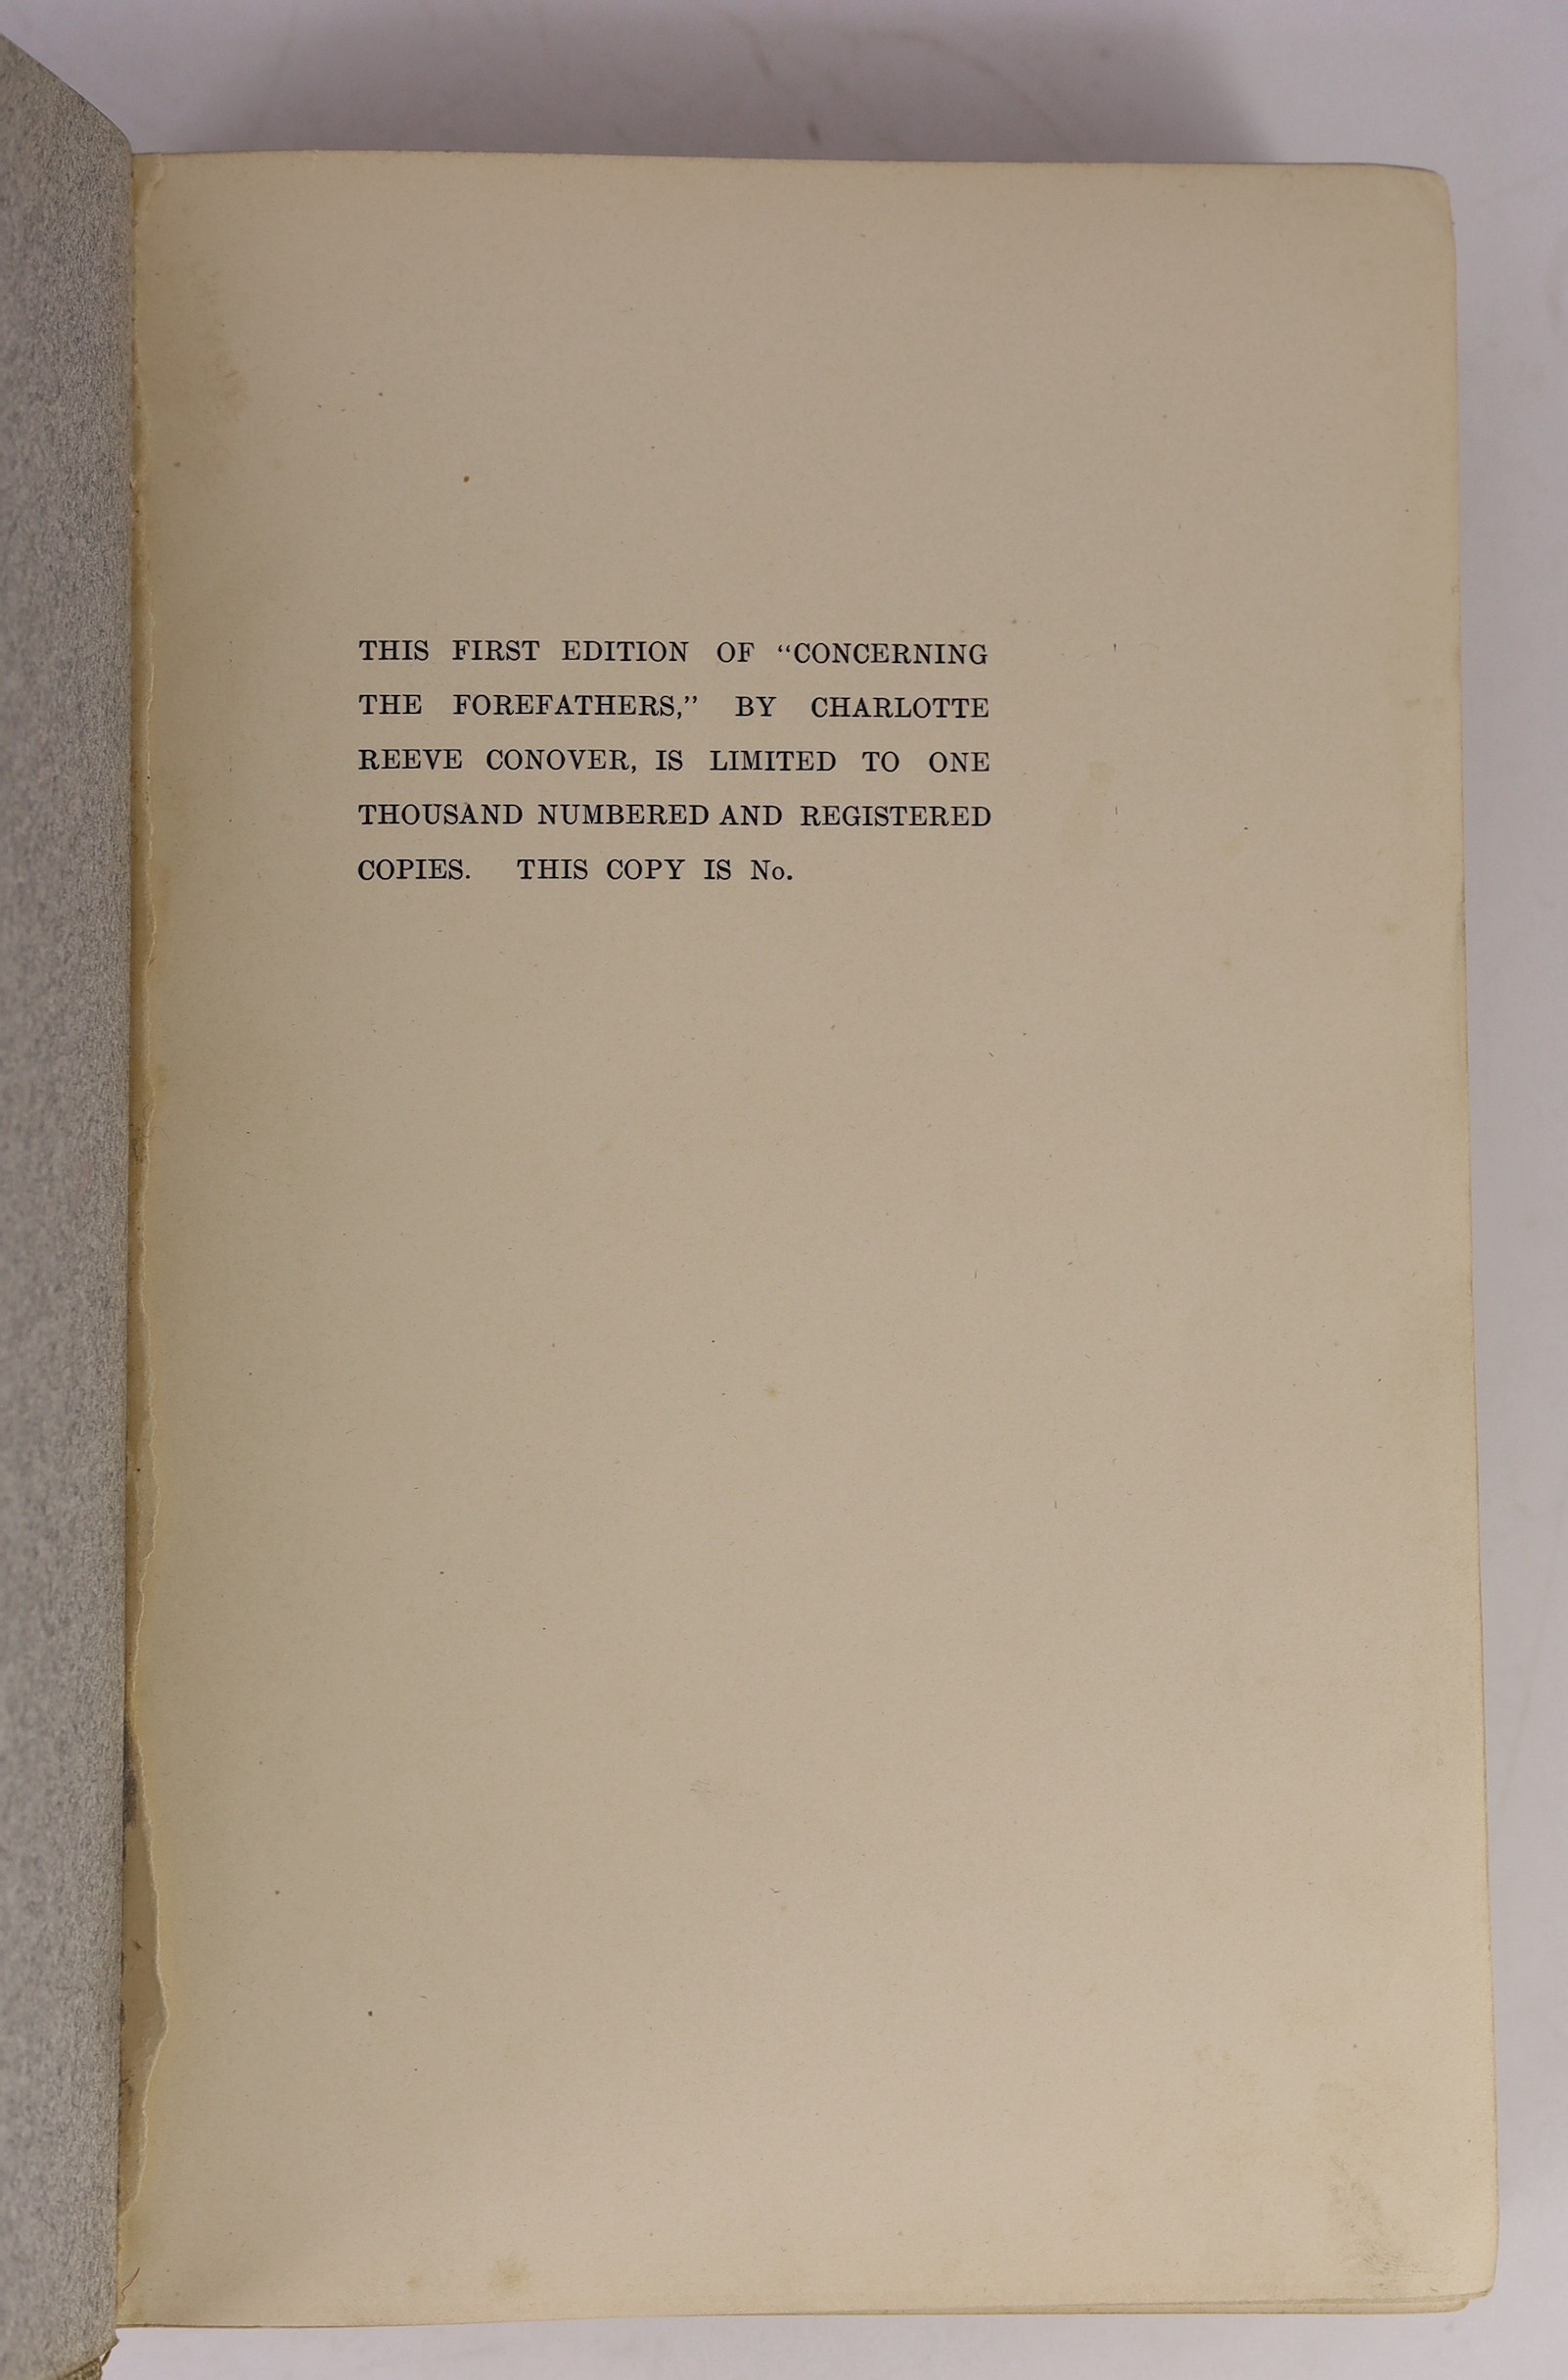 THIS FIRST EDITION OF “CONCERNING
THE FOREFATHERS,” BY CHARLOTTE
REEVE CONOVER, IS LIMITED TO ONE
THOUSAND NUMBERED AND REGISTERED
COPIES. THIS COPY IS No.